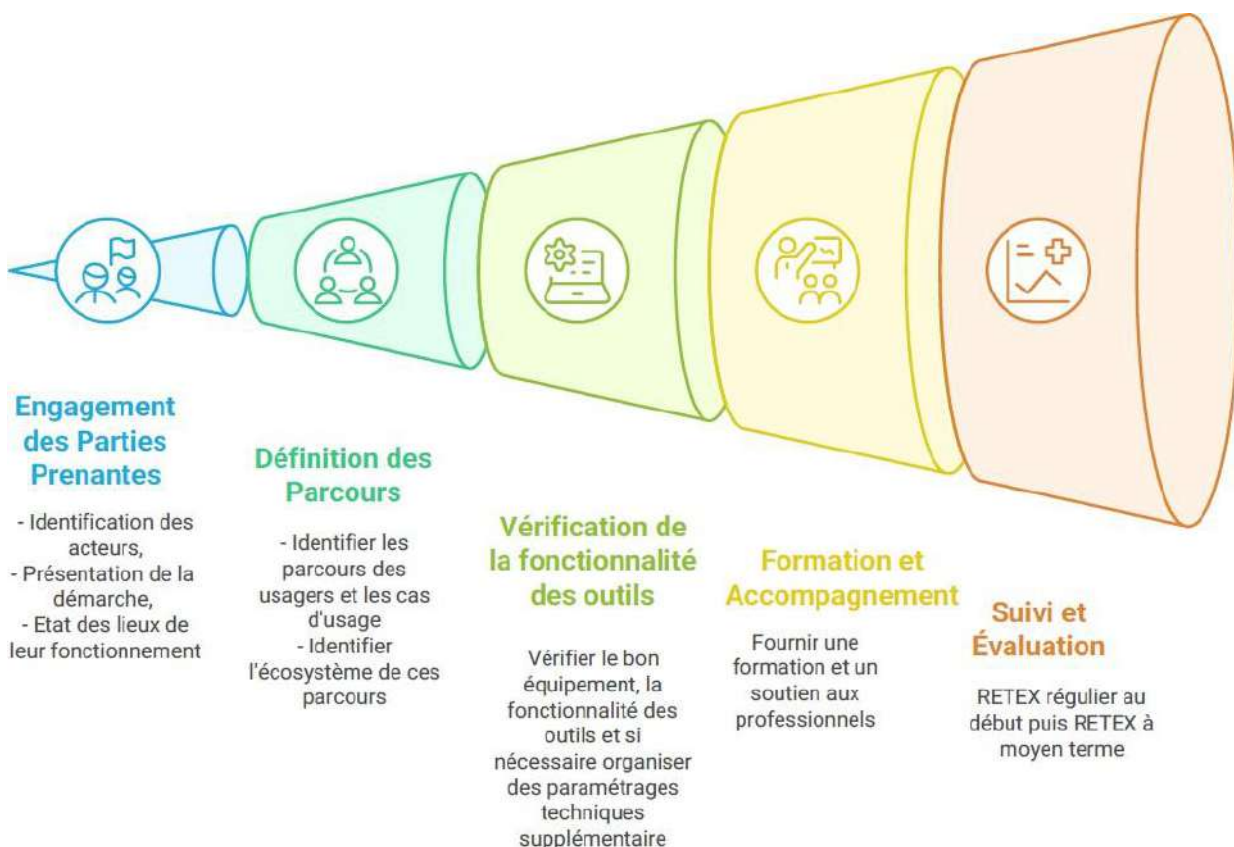 Engagement
des Parties
Prenantes
- Identification des
acteurs,
- Présentation de la
démarche,
- Etat des lieux de
leur fonctionnement
Définition des
Parcours
- Identifier les
parcours des
usagers et les cas
d'usage
- Identifier
l'écosystème de ces
parcours
Vérification de
la fonctionnalité
des outils
Vérifier le bon
équipement, la
fonctionnalité des
outils et si
nécessaire organiser
des paramétrages
techniques
supplémentaire
Formation et
Accompagnement
Fournir une
formation et un
soutien aux
professionnels
Suivi et
Évaluation
RETEX régulier au
début puis RETEX à
moyen terme